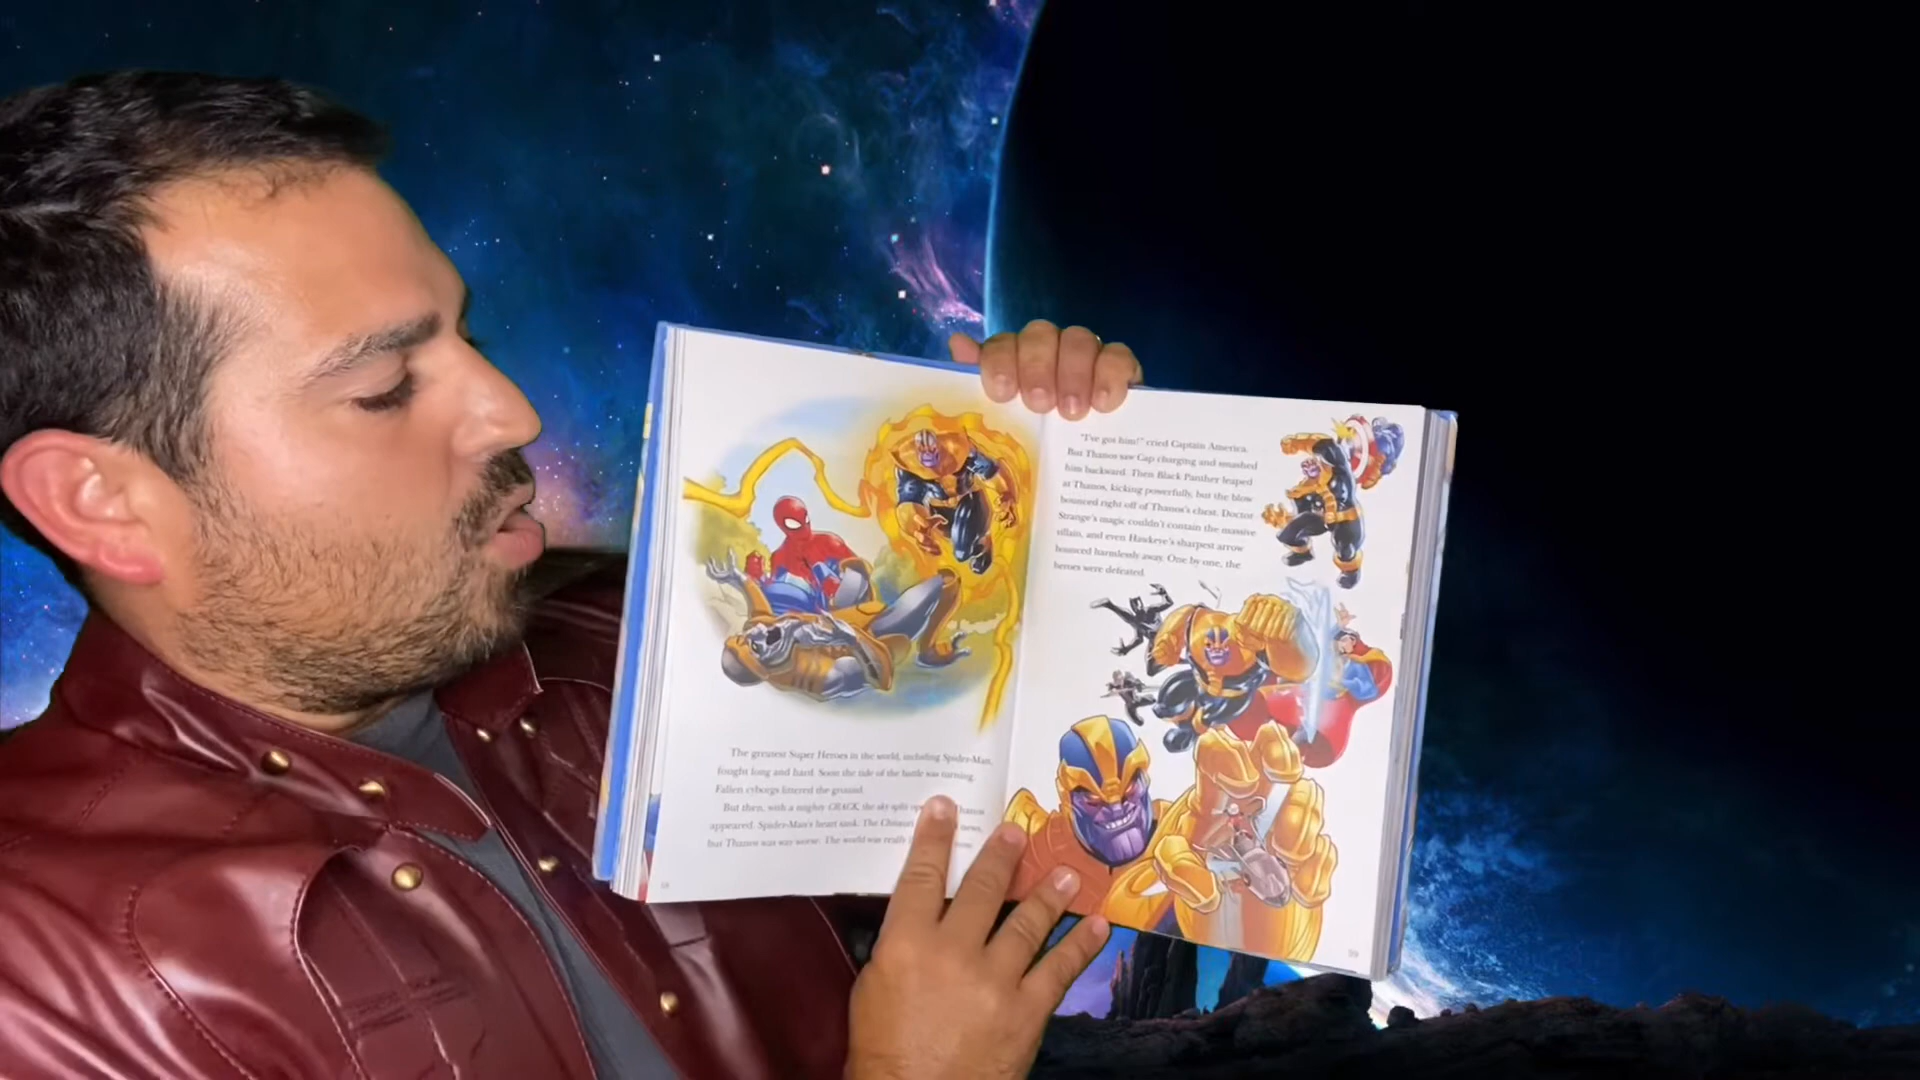 The greatest Super Heroes in the world, including Spider-Man,
fought long and hard. Soon the tide of the battle was turning.
Fallen cyborgs littered the ground.
But then, with a mighty CRACK, the sky split Thanos
appeared. Spider-Man's heart sank. The Chitauri news,
but Thanos was way worse. The world was really
58
"I've got him!" cried Captain America.
But Thanos saw Cap charging and smashed
him backward. Then Black Panther leaped
at Thanos, kicking powerfully, but the blow
bounced right off of Thanos's chest. Doctor
Strange's magic couldn't contain the massive
villain, and even Hawkeye's sharpest arrow
bounced harmlessly away. One by one, the
heroes were defeated.
59